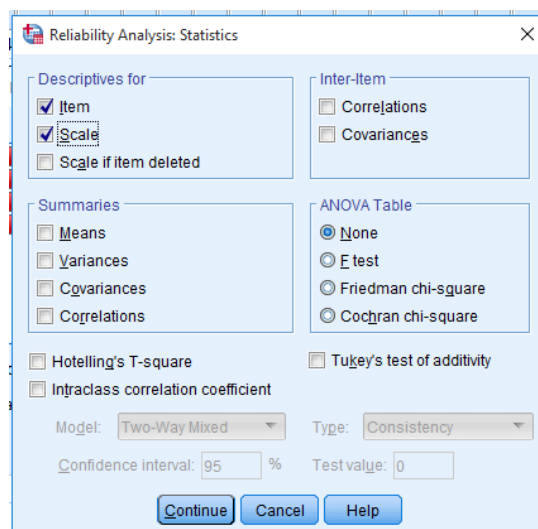 Reliability Analysis: Statistics
Descriptives for
Item
Scale
Scale if item deleted
Inter-Item
Correlations
Covariances
Summaries
Means
Variances
Covariances
Correlations
ANOVA Table
None
F test
Friedman chi-square
Cochran chi-square
Hotelling's T-square
Tukey's test of additivity
Intraclass correlation coefficient
Model: Two-Way Mixed Type: Consistency
Confidence interval: 95 % Test value: 0
Continue Cancel Help